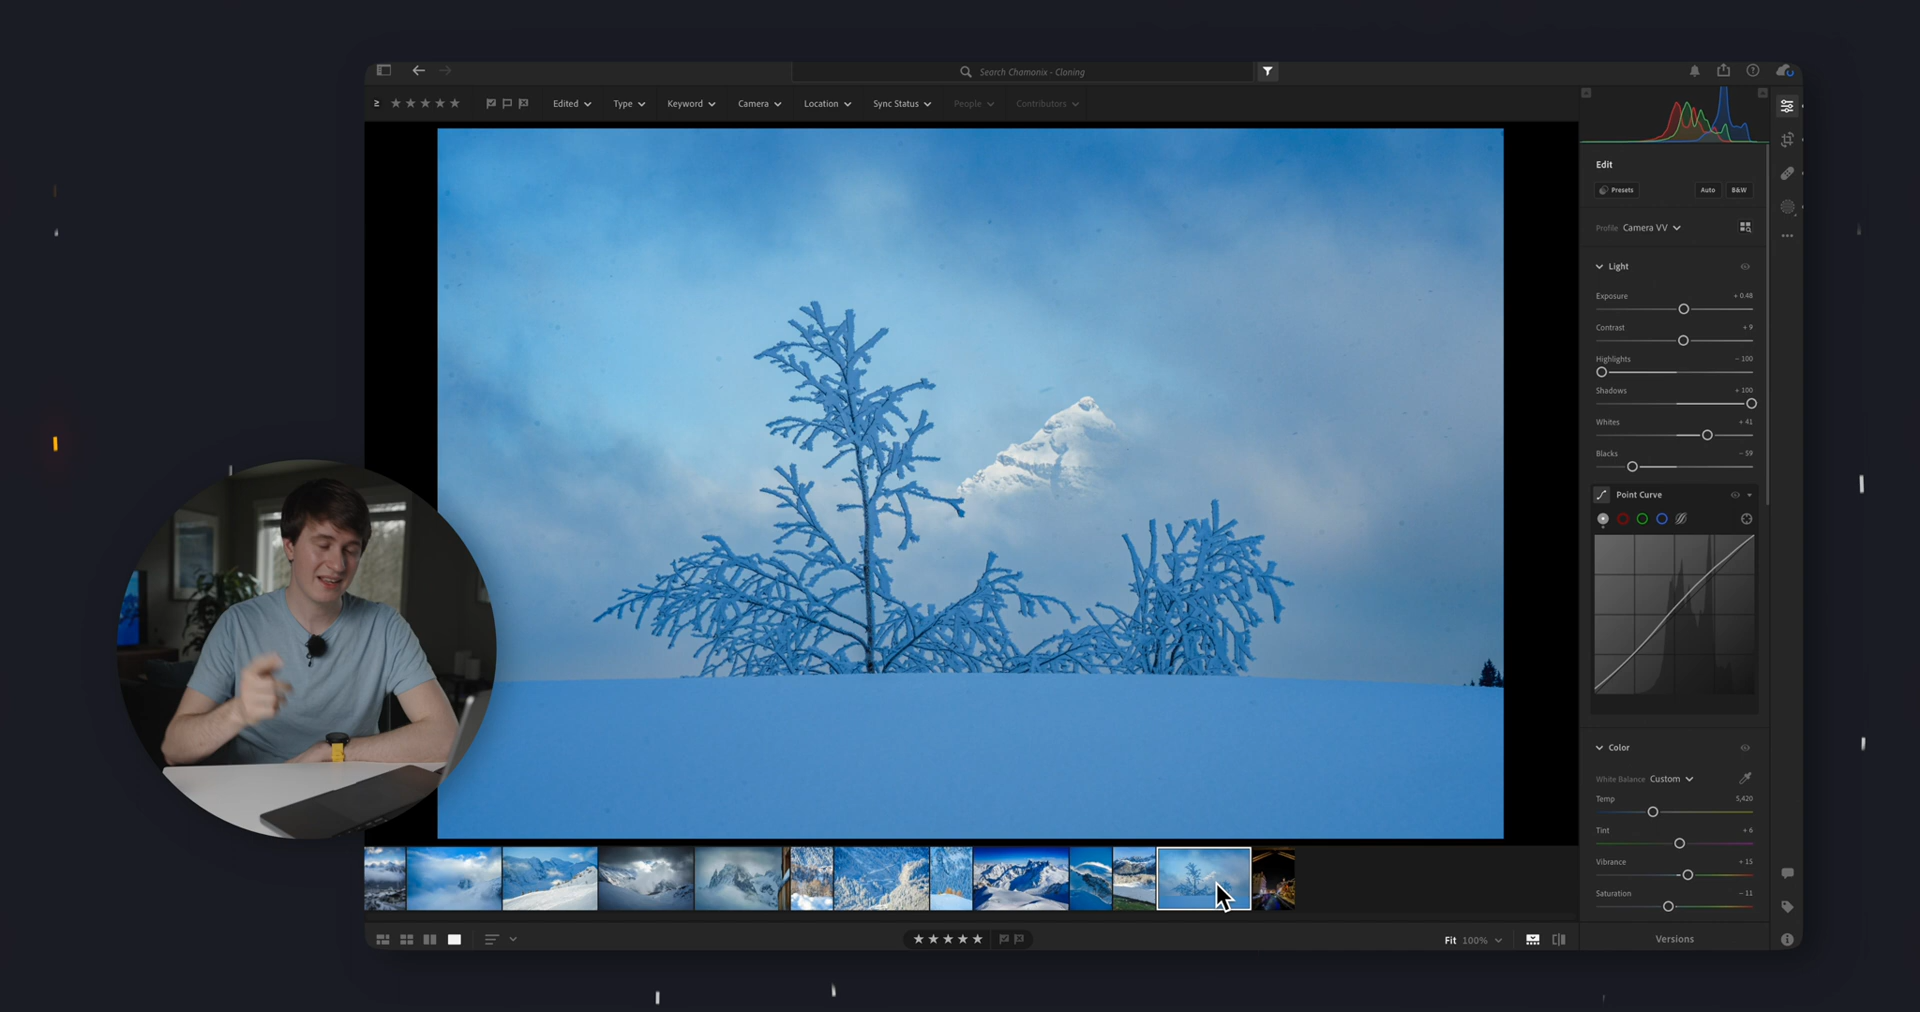 Search Chamonix - Cloning
≥ ★ ★ ★ ★ ★ Edited Type Keyword Camera Location Sync Status People Contributors
Edit
Presets Auto B&W
Profile Camera VV
Light
Exposure + 0.48
Contrast + 9
Highlights - 100
Shadows + 100
Whites + 41
Blacks - 59
Point Curve
Color
White Balance Custom
Temp 5,420
Tint + 6
Vibrance + 15
Saturation - 11
★ ★ ★ ★ ★
Fit 100%
Versions